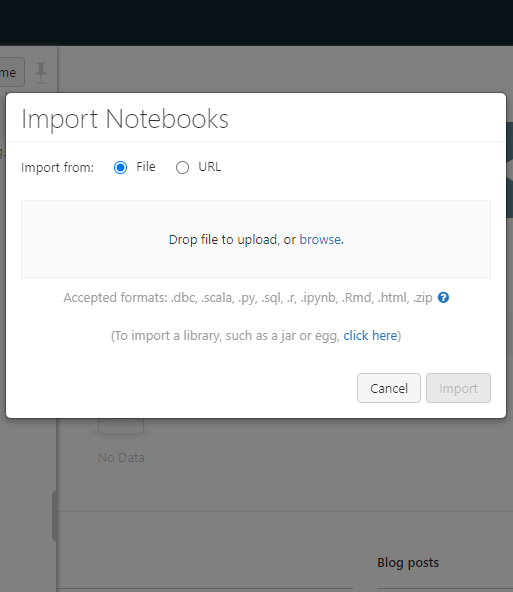 me
Import Notebooks
Import from: File URL
Drop file to upload, or browse.
Accepted formats: .dbc, .scala, .py, .sql, .r, .ipynb, .Rmd, .html, .zip ?
(To import a library, such as a jar or egg, click here)
Cancel Import
No Data
Blog posts